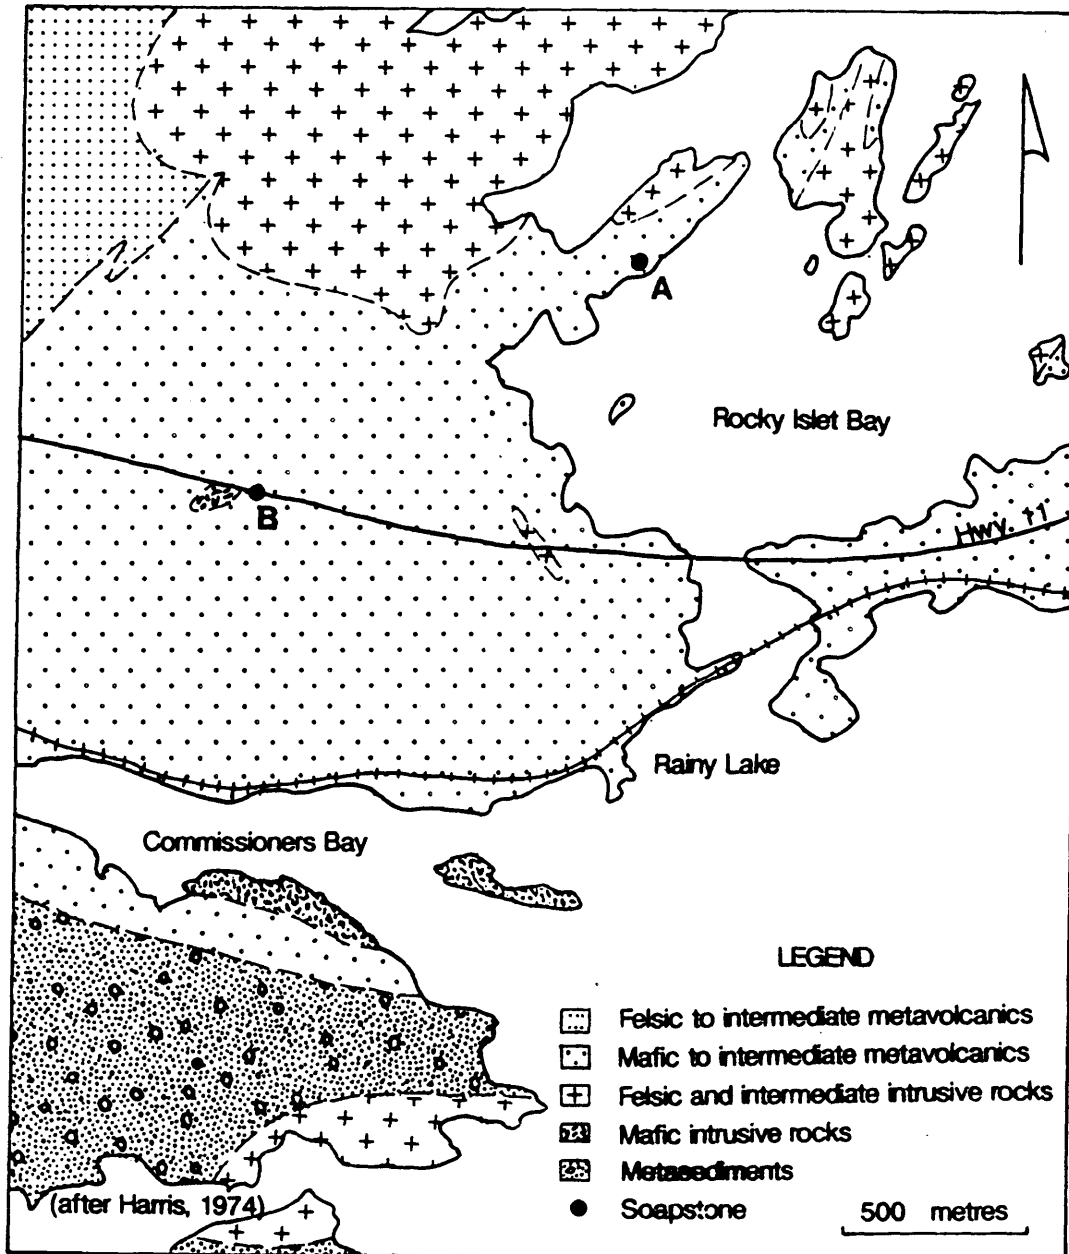 A
Rocky Islet Bay
B
Hwy. 11
Rainy Lake
Commissioners Bay
LEGEND
Felsic to intermediate metavolcanics
Mafic to intermediate metavolcanics
Felsic and intermediate intrusive rocks
Mafic intrusive rocks
Metasediments
Soapstone
500 metres
(after Harris, 1974)